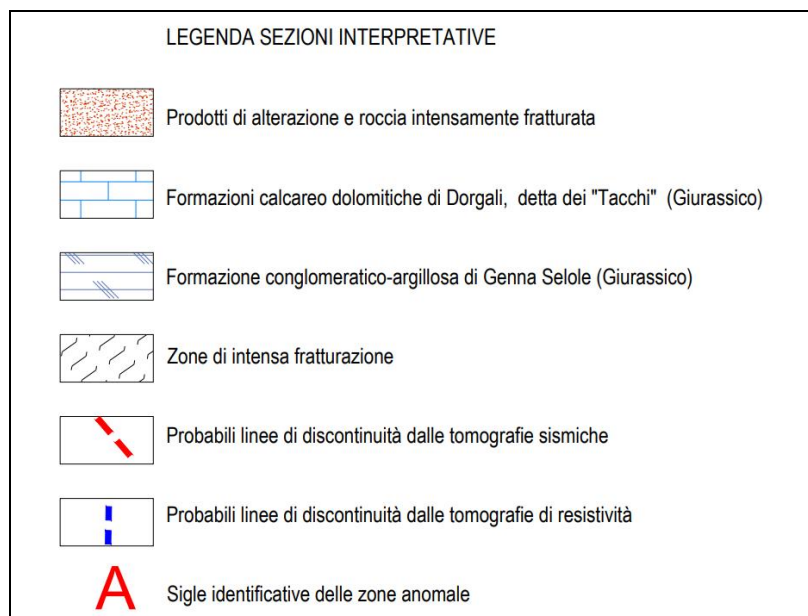 LEGENDA SEZIONI INTERPRETATIVE
Prodotti di alterazione e roccia intensamente fratturata
Formazioni calcareo dolomitiche di Dorgali, detta dei "Tacchi" (Giurassico)
Formazione conglomeratico-argillosa di Genna Selole (Giurassico)
Zone di intensa fratturazione
Probabili linee di discontinuità dalle tomografie sismiche
Probabili linee di discontinuità dalle tomografie di resistività
A Sigle identificative delle zone anomale